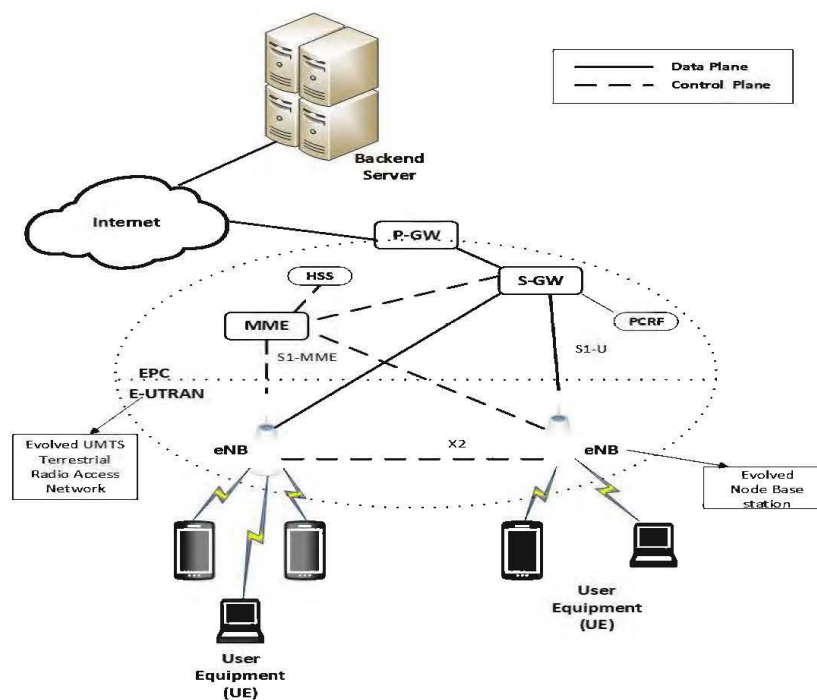 Data Plane
Control Plane
Backend
Server
Internet
P-GW
HSS
S-GW
MME
PCRF
S1-MME
S1-U
EPC
E-UTRAN
Evolved UMTS
Terrestrial
Radio Access
Network
eNB
X2
eNB
Evolved
Node Base
station
User
Equipment
(UE)
User
Equipment
(UE)